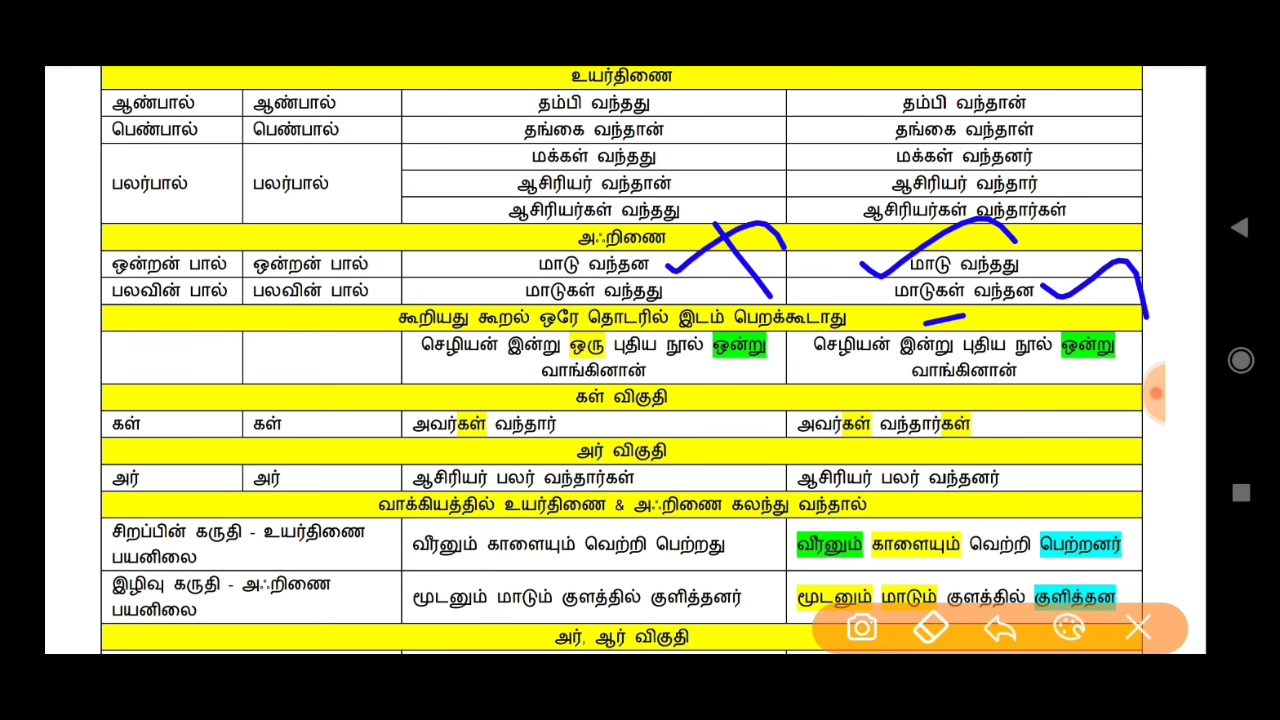 உயர்திணை
ஆண்பால் ஆண்பால் தம்பி வந்தது தம்பி வந்தான்
பெண்பால் பெண்பால் தங்கை வந்தான் தங்கை வந்தாள்
மக்கள் வந்தது மக்கள் வந்தனர்
பலர்பால் பலர்பால் ஆசிரியர் வந்தான் ஆசிரியர் வந்தார்
ஆசிரியர்கள் வந்தது ஆசிரியர்கள் வந்தார்கள்
அஃறிணை
ஒன்றன் பால் ஒன்றன் பால் மாடு வந்தன மாடு வந்தது
பலவின் பால் பலவின் பால் மாடுகள் வந்தது மாடுகள் வந்தன
கூறியது கூறல் ஒரே தொடரில் இடம் பெறக்கூடாது
செழியன் இன்று ஒரு புதிய நூல் ஒன்று செழியன் இன்று புதிய நூல் ஒன்று
வாங்கினான் வாங்கினான்
கள் விகுதி
கள் கள் அவர்கள் வந்தார் அவர்கள் வந்தார்கள்
அர் விகுதி
அர் அர் ஆசிரியர் பலர் வந்தார்கள் ஆசிரியர் பலர் வந்தனர்
வாக்கியத்தில் உயர்திணை & அஃறிணை கலந்து வந்தால்
சிறப்பின் கருதி - உயர்திணை
பயனிலை வீரனும் காளையும் வெற்றி பெற்றது வீரனும் காளையும் வெற்றி பெற்றனர்
இழிவு கருதி - அஃறிணை
பயனிலை மூடனும் மாடும் குளத்தில் குளித்தனர் மூடனும் மாடும் குளத்தில் குளித்தன
அர், ஆர் விகுதி